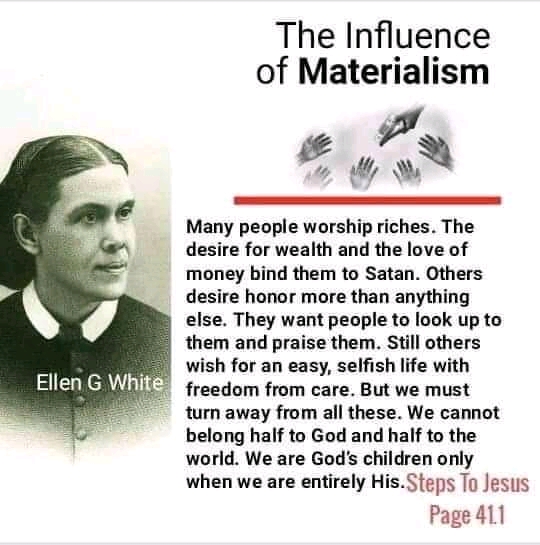 The Influence
of Materialism
Many people worship riches. The
desire for wealth and the love of
money bind them to Satan. Others
desire honor more than anything
else. They want people to look up to
them and praise them. Still others
wish for an easy, selfish life with
freedom from care. But we must
turn away from all these. We cannot
belong half to God and half to the
world. We are God's children only
when we are entirely His. Steps To Jesus
Page 41.1
Ellen G White